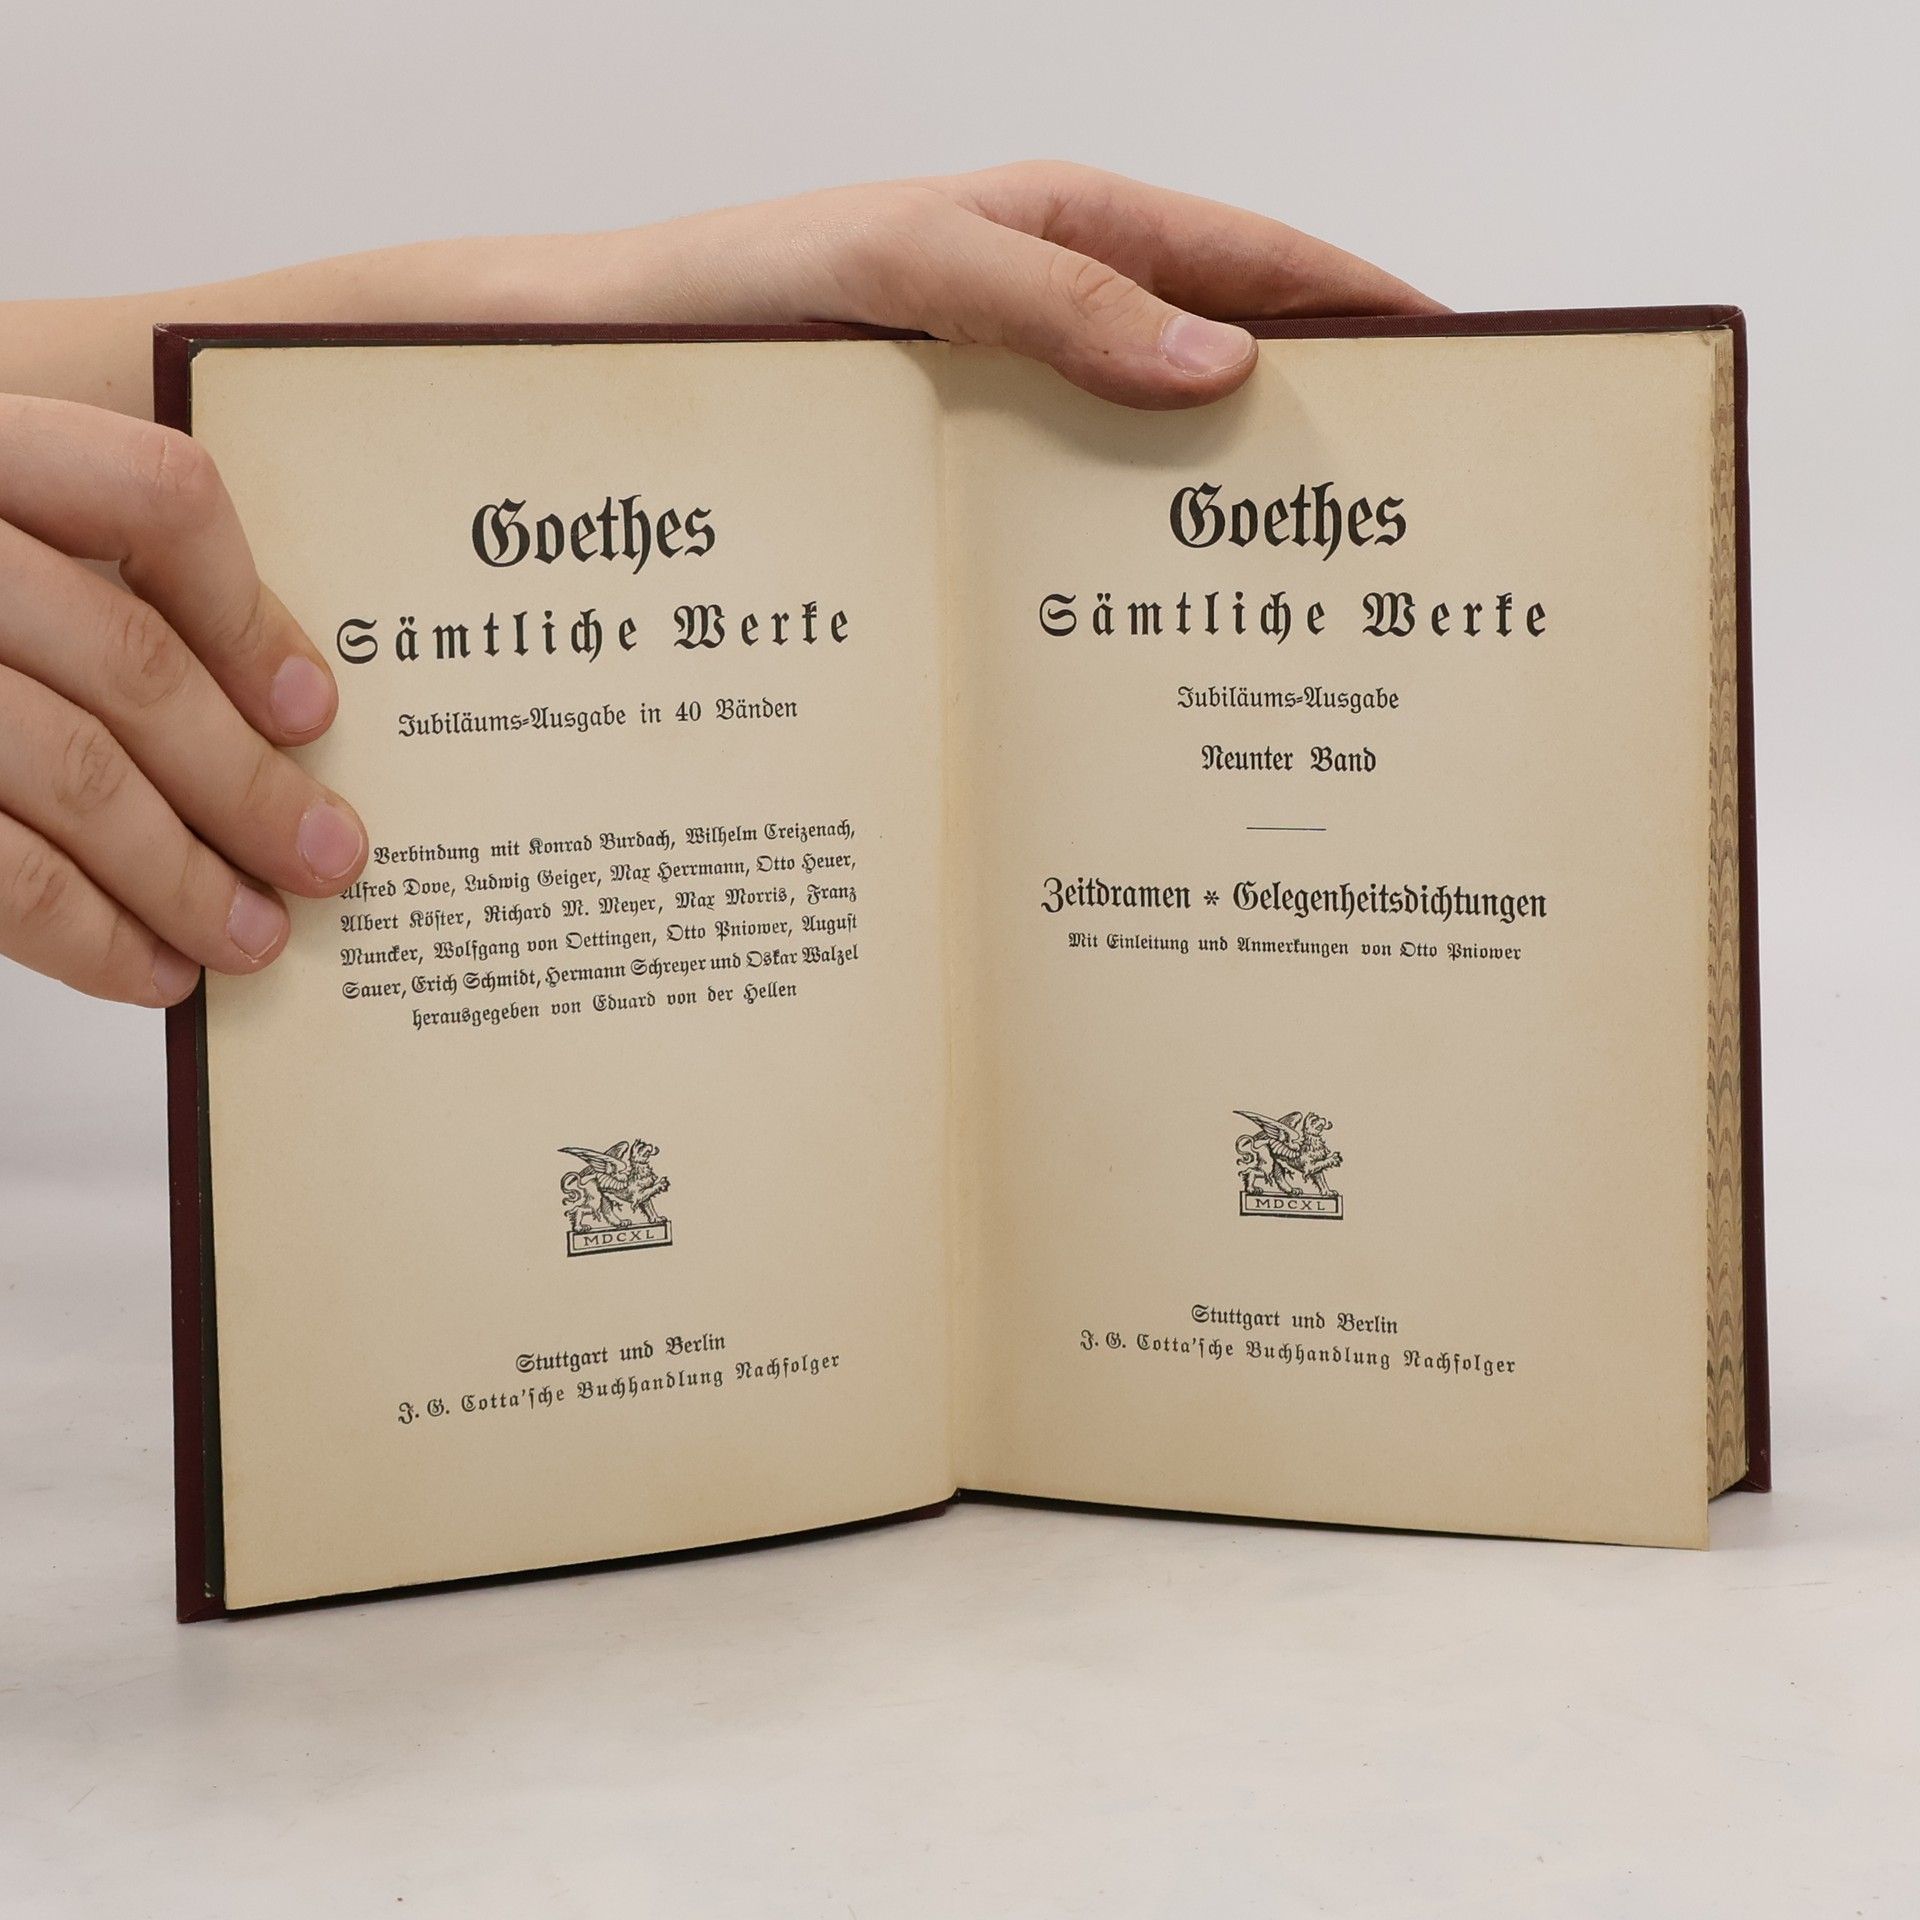 Goethes
Sämtliche Werke
Jubiläums-Ausgabe in 40 Bänden
Verbindung mit Konrad Burdach, Wilhelm Creizenach,
Alfred Dove, Ludwig Geiger, Max Herrmann, Otto Heuer,
Albert Köster, Richard M. Meyer, Max Morris, Franz
Muncker, Wolfgang von Oettingen, Otto Pniower, August
Sauer, Erich Schmidt, Hermann Schreyer und Oskar Walzel
herausgegeben von Eduard von der Hellen
MDCXL
Stuttgart und Berlin
J. G. Cotta'sche Buchhandlung Nachfolger
Goethes
Sämtliche Werke
Jubiläums-Ausgabe
Neunter Band
Zeitdramen * Gelegenheitsdichtungen
Mit Einleitung und Anmerkungen von Otto Pniower
MDCXL
Stuttgart und Berlin
J. G. Cotta'sche Buchhandlung Nachfolger